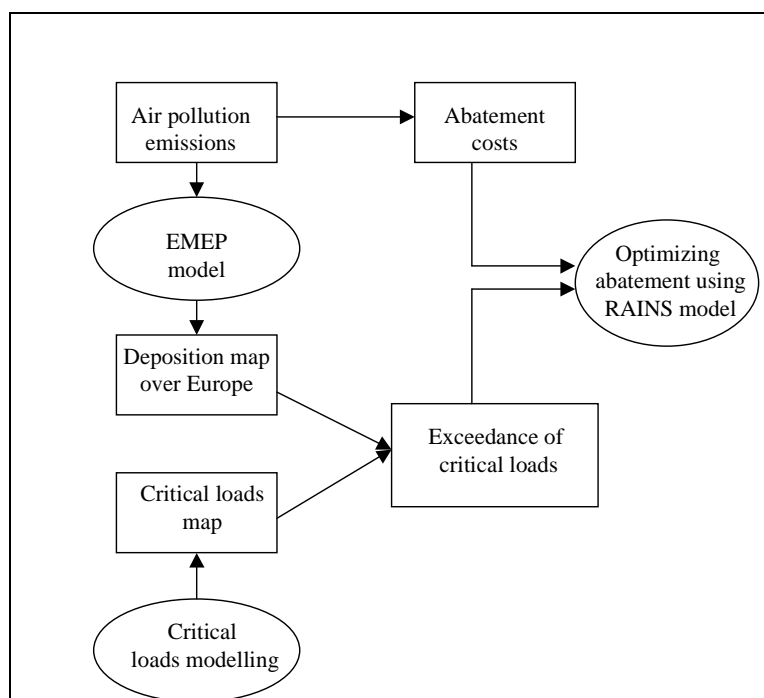 Air pollution
emissions
Abatement
costs
EMEP
model
Optimizing
abatement using
RAINS model
Deposition map
over Europe
Exceedance of
critical loads
Critical loads
map
Critical
loads modelling